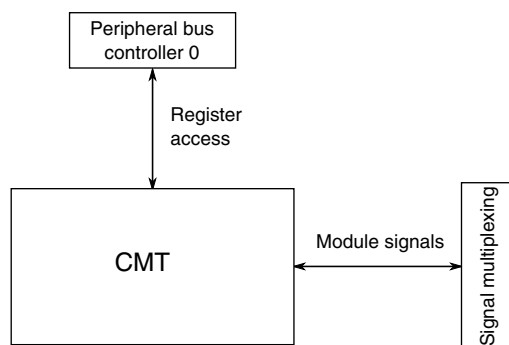 Peripheral bus
controller 0
Register
access
CMT
Module signals
Signal multiplexing